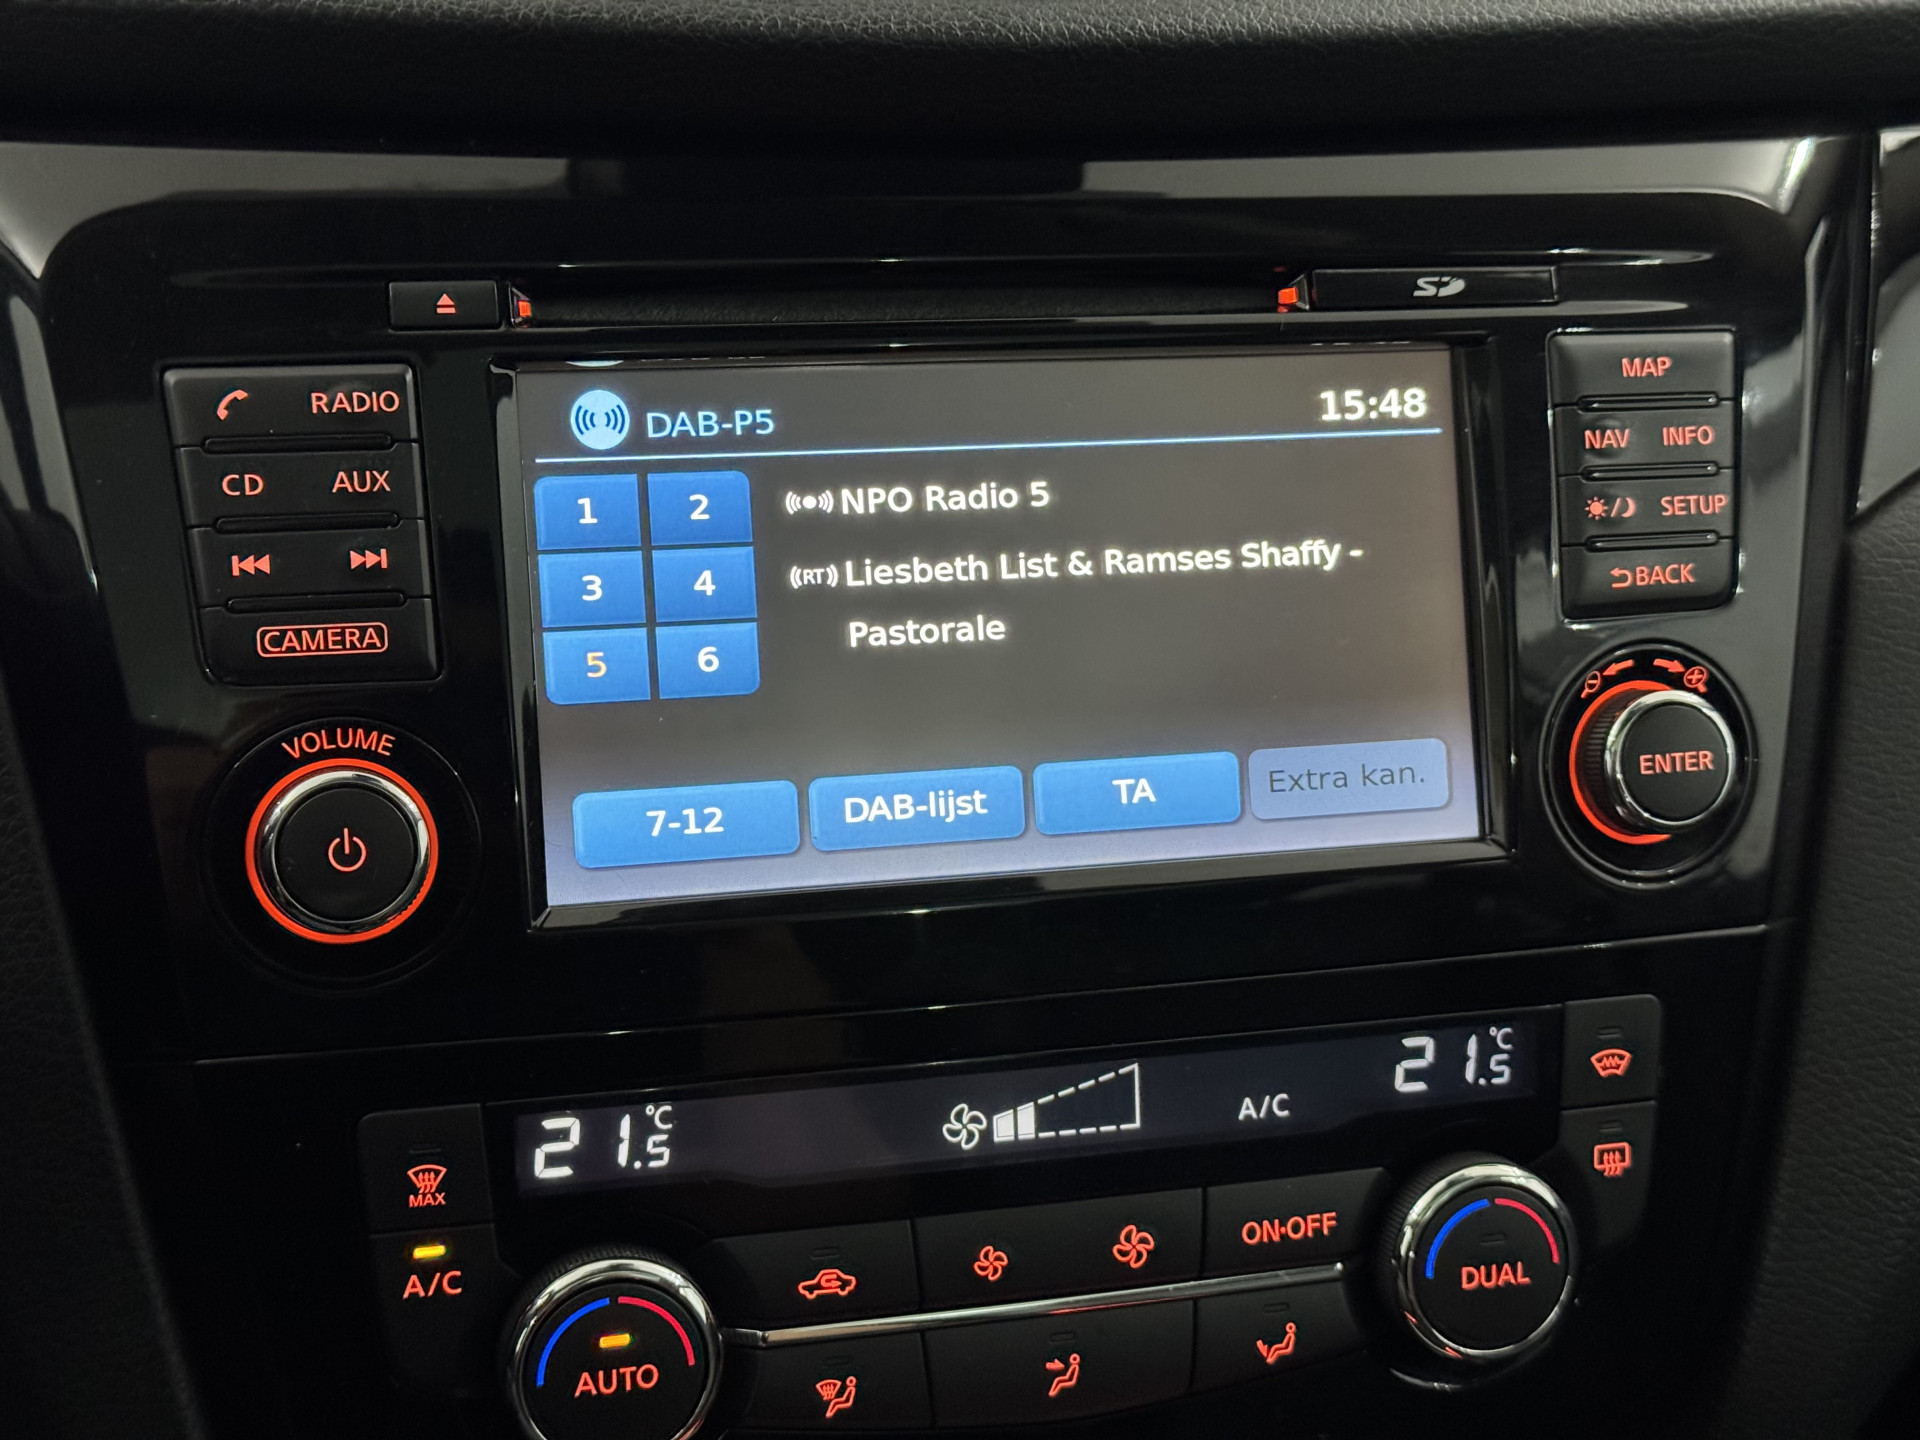 SD
RADIO
CD AUX
CAMERA
VOLUME
DAB-P5 15:48
1 2
3 4
5 6
NPO Radio 5
(RT) Liesbeth List & Ramses Shaffy -
Pastorale
7-12 DAB-lijst TA Extra kan.
MAP
NAV INFO
SETUP
BACK
ENTER
21.5 °C A/C 21.5 °C
MAX
A/C
AUTO
ON·OFF
DUAL